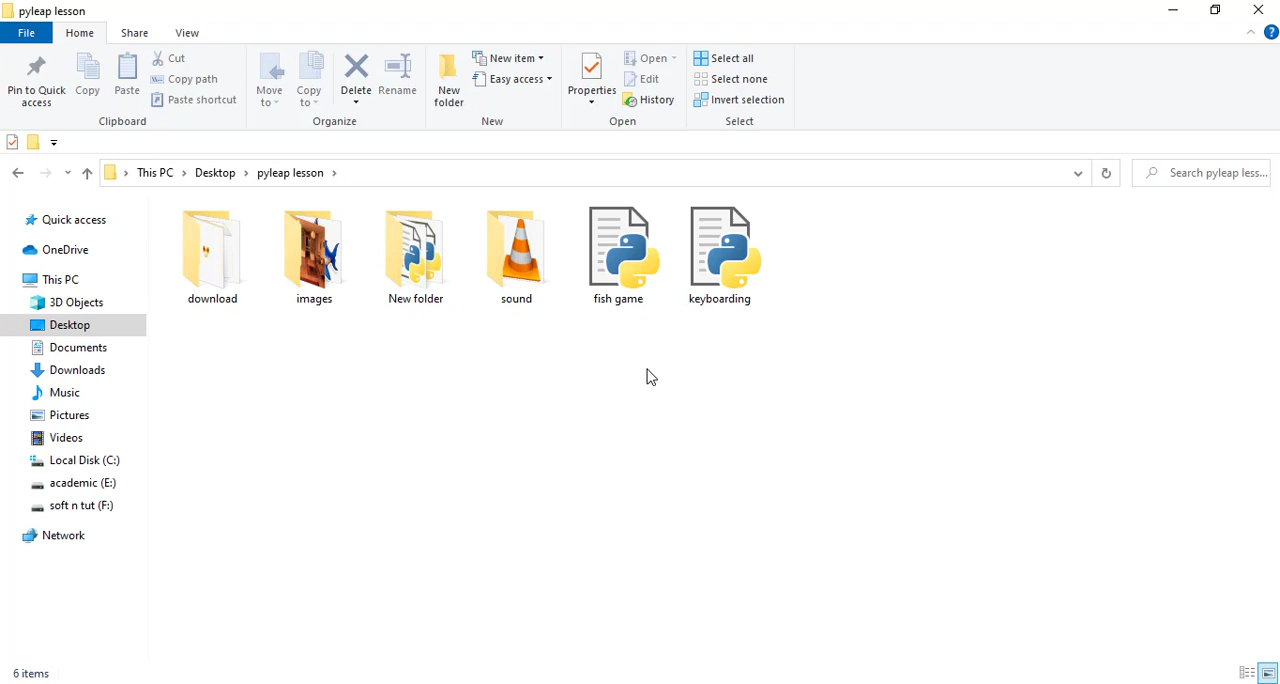 pyleap lesson
File Home Share View
Pin to Quick access
Copy
Paste
Cut
Copy path
Paste shortcut
Clipboard
Move to
Copy to
Delete
Rename
Organize
New folder
New item
Easy access
New
Properties
Open
Edit
History
Open
Select all
Select none
Invert selection
Select
This PC › Desktop › pyleap lesson ›
Search pyleap less...
Quick access
OneDrive
This PC
3D Objects
Desktop
Documents
Downloads
Music
Pictures
Videos
Local Disk (C:)
academic (E:)
soft n tut (F:)
Network
download
images
New folder
sound
fish game
keyboarding
6 items